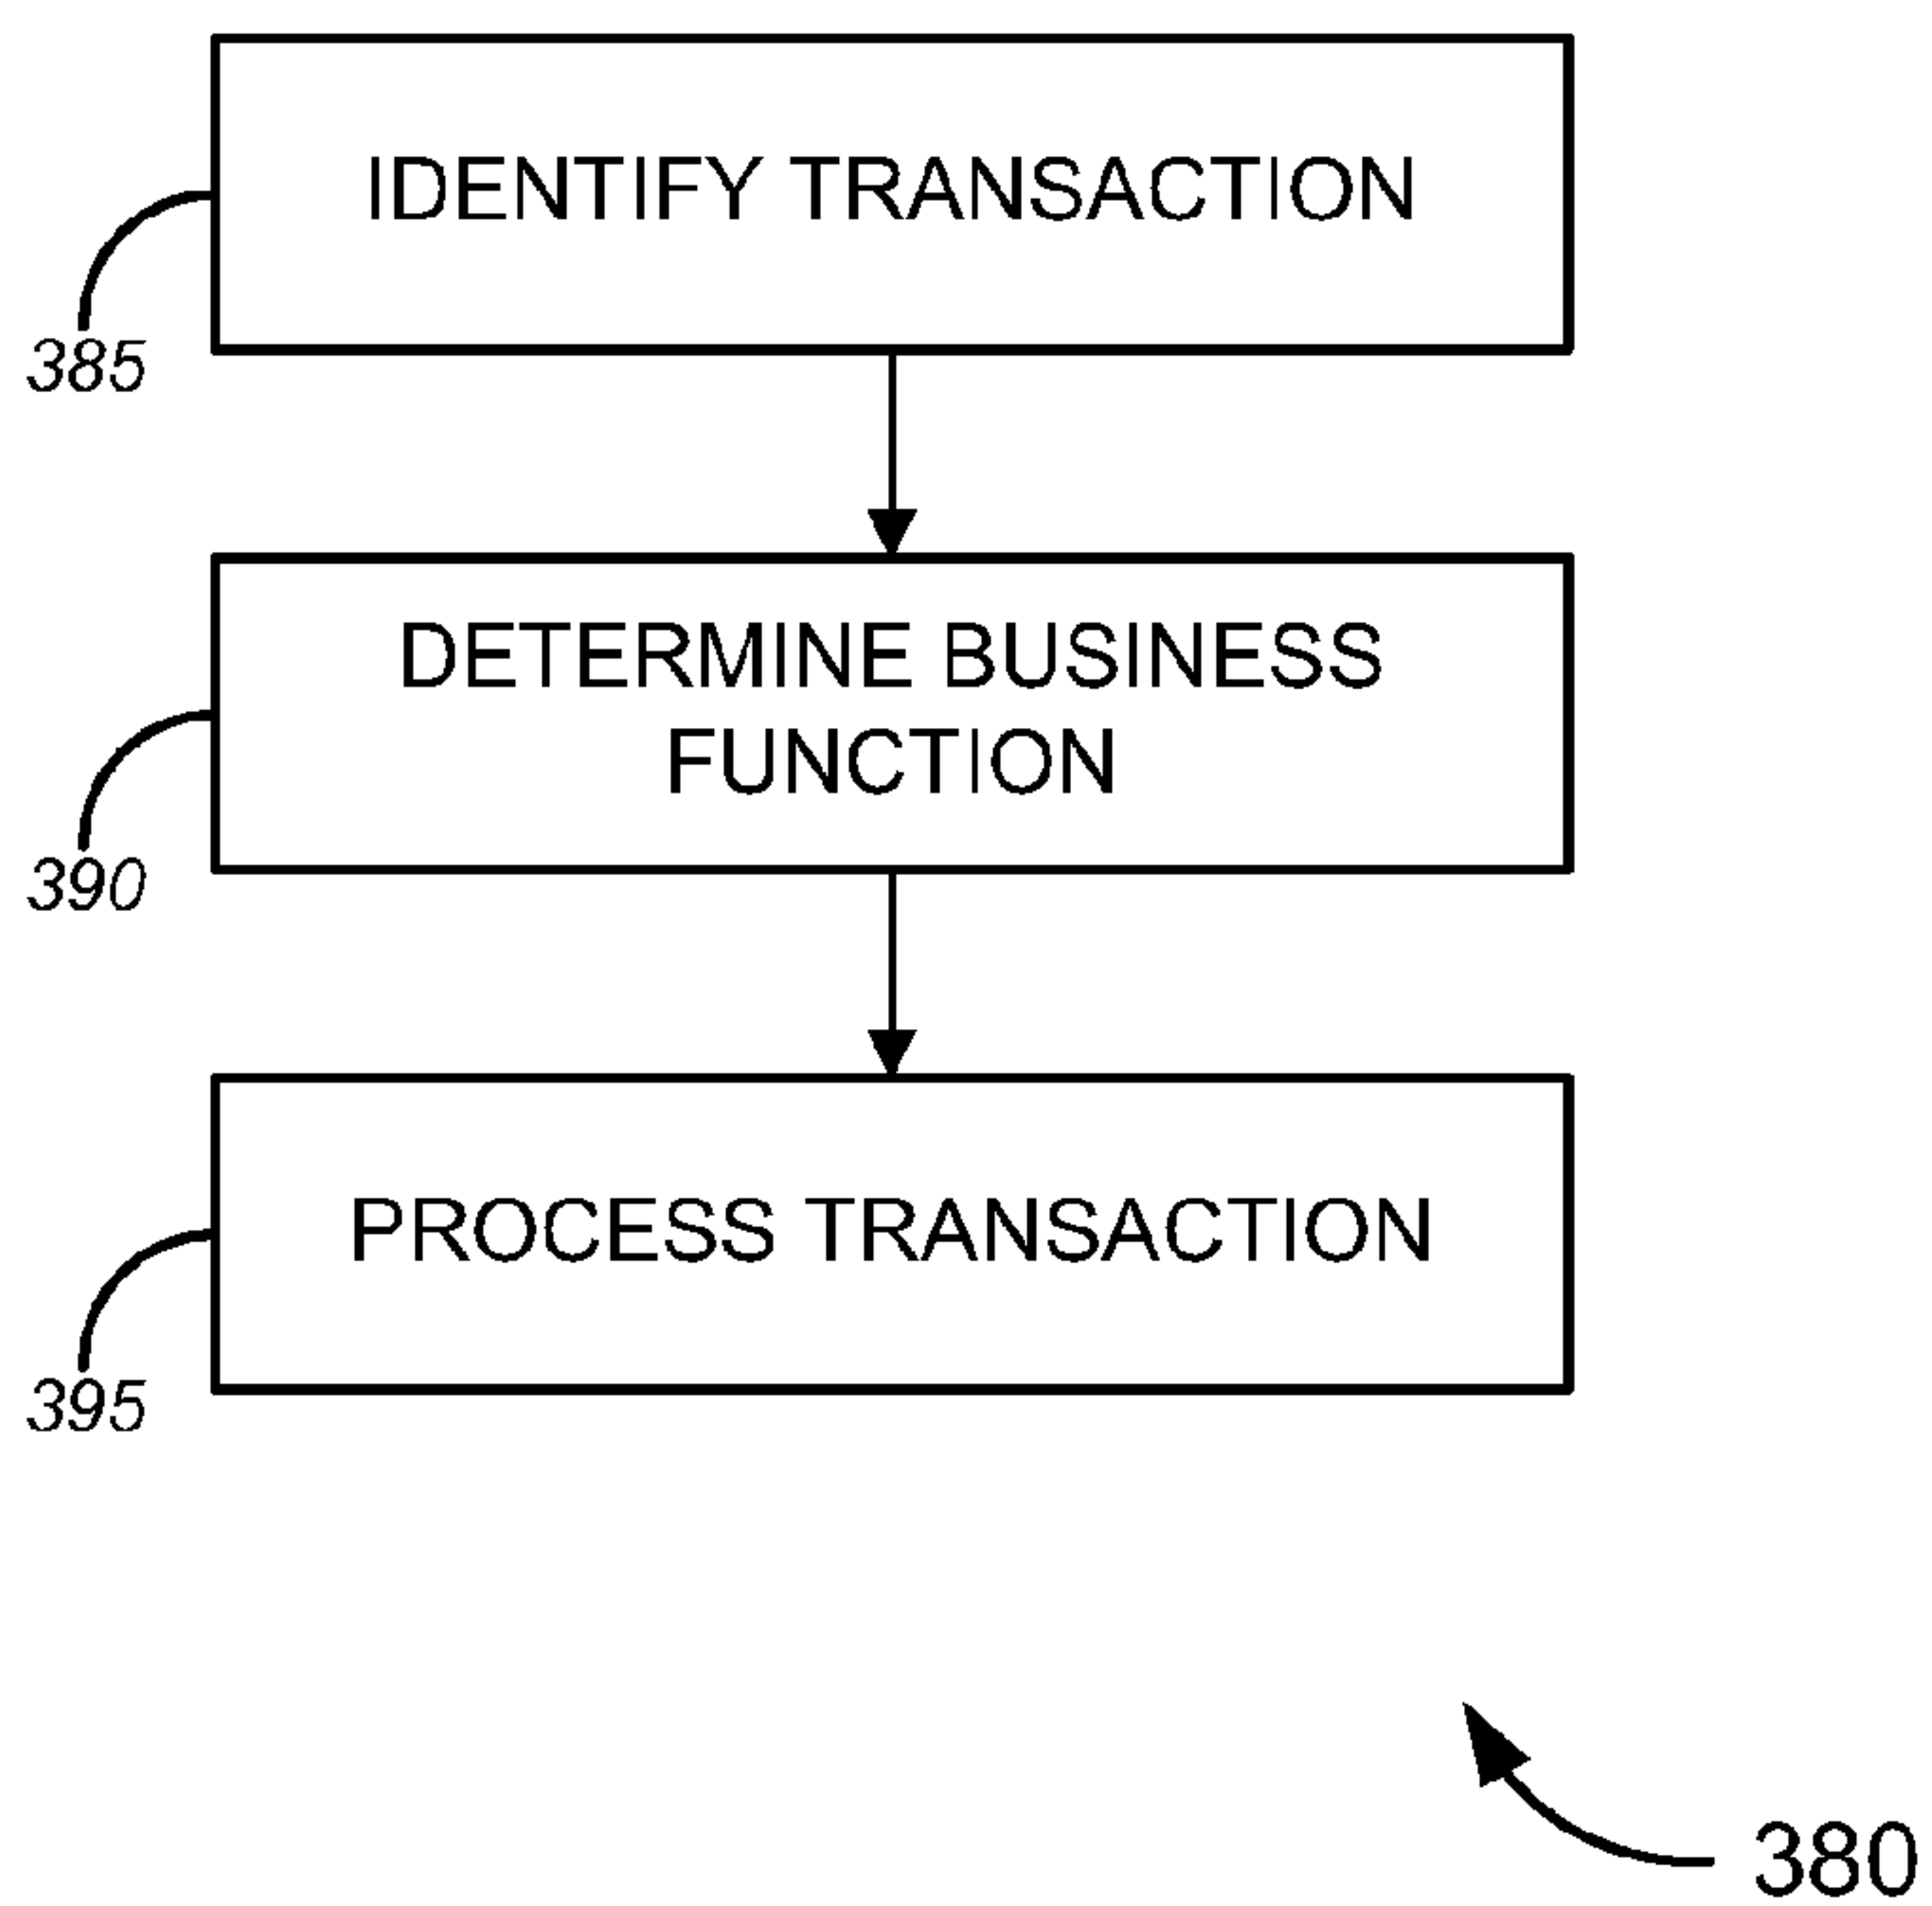 IDENTIFY TRANSACTION
385
DETERMINE BUSINESS
FUNCTION
390
PROCESS TRANSACTION
395
380